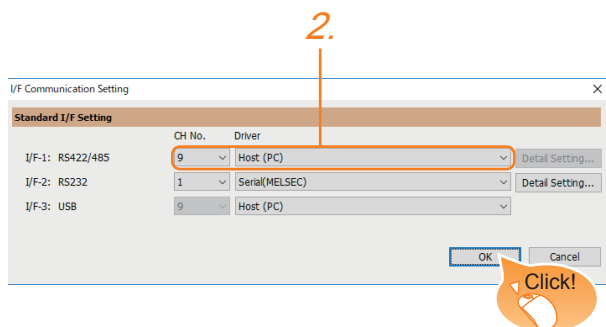 2.
I/F Communication Setting
Standard I/F Setting
CH No. Driver
I/F-1: RS422/485 9 Host (PC) Detail Setting...
I/F-2: RS232 1 Serial(MELSEC) Detail Setting...
I/F-3: USB 9 Host (PC)
OK Cancel
Click!